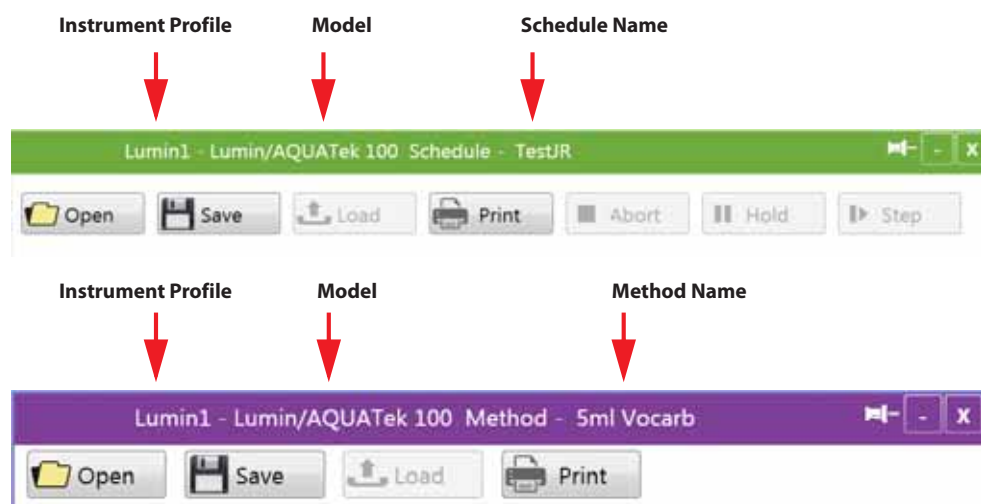 Instrument Profile Model Schedule Name
Lumin1 - Lumin/AQUATek 100 Schedule - TestJR - x
Open Save Load Print Abort Hold Step
Instrument Profile Model Method Name
Lumin1 - Lumin/AQUATek 100 Method - 5ml Vocarb - x
Open Save Load Print